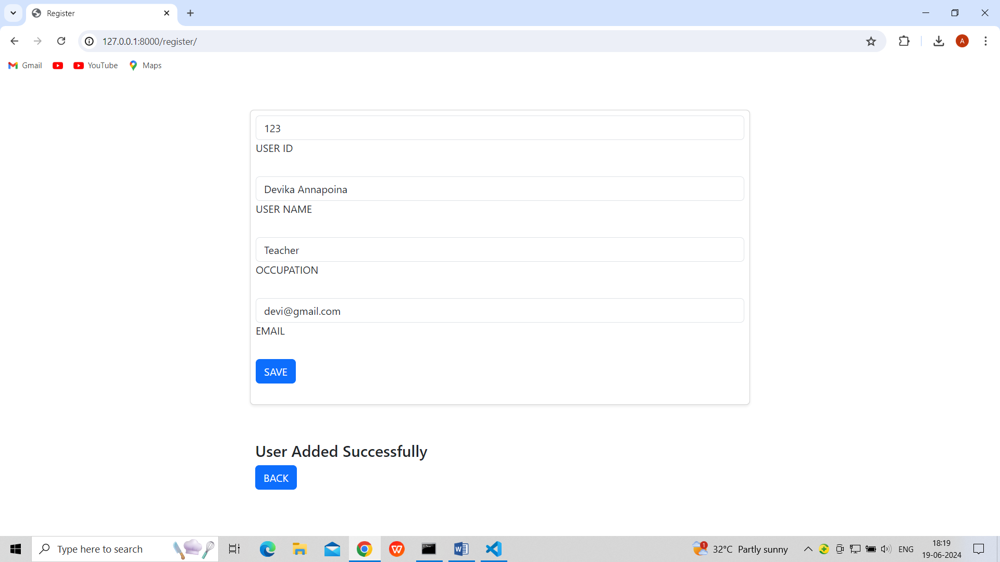 Register
127.0.0.1:8000/register/
A
Gmail
YouTube
Maps
123
USER ID
Devika Annapoina
USER NAME
Teacher
OCCUPATION
devi@gmail.com
EMAIL
SAVE
User Added Successfully
BACK
Type here to search
1
32°C Partly sunny
ENG
18:19
19-06-2024